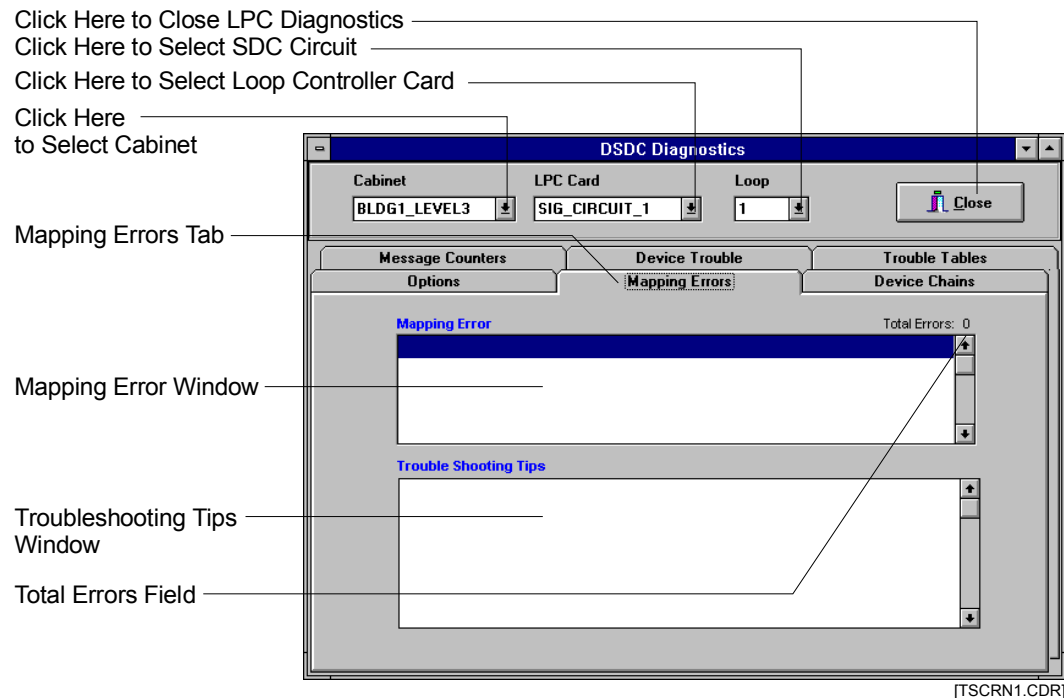 Click Here to Close LPC Diagnostics
Click Here to Select SDC Circuit
Click Here to Select Loop Controller Card
Click Here
to Select Cabinet
DSDC Diagnostics
Cabinet LPC Card Loop
BLDG1_LEVEL3 SIG_CIRCUIT_1 1 Close
Mapping Errors Tab
Message Counters Device Trouble Trouble Tables
Options Mapping Errors Device Chains
Mapping Error Total Errors: 0
Mapping Error Window
Trouble Shooting Tips
Troubleshooting Tips
Window
Total Errors Field
[TSCRN1.CDR]